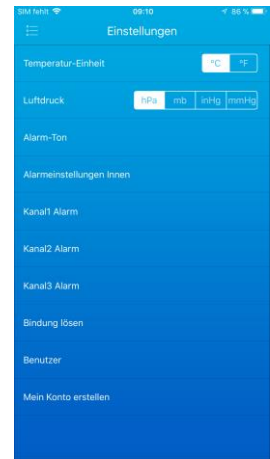 SIM fehlt 09:10 86 %
Einstellungen
Temperatur-Einheit °C °F
Luftdruck hPa mb inHg mmHg
Alarm-Ton
Alarmeinstellungen Innen
Kanal1 Alarm
Kanal2 Alarm
Kanal3 Alarm
Bindung lösen
Benutzer
Mein Konto erstellen